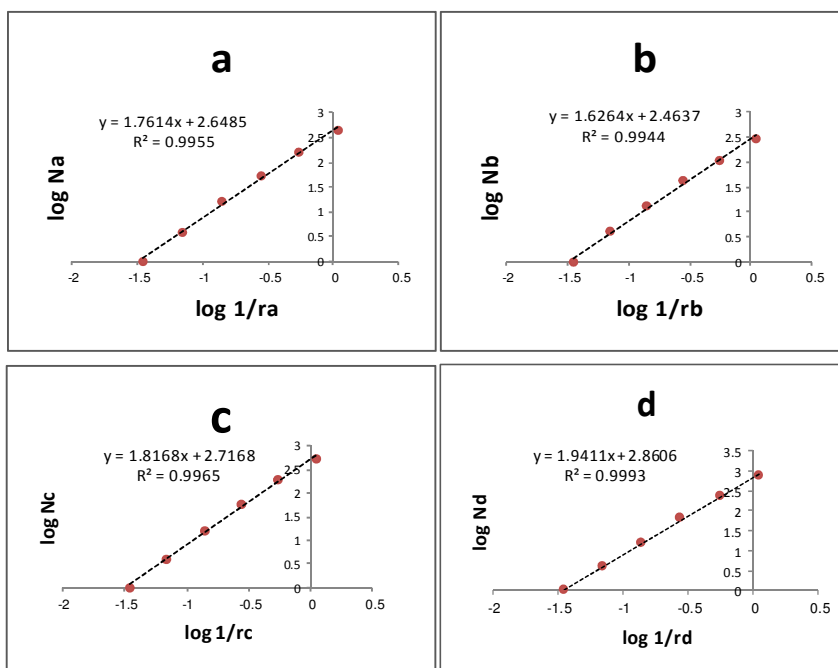 a
y = 1.7614x + 2.6485
R² = 0.9955
log Na
3
2.5
2
1.5
1
0.5
0
-2 -1.5 -1 -0.5 0 0.5
log 1/ra
b
y = 1.6264x + 2.4637
R² = 0.9944
log Nb
3
2.5
2
1.5
1
0.5
0
-2 -1.5 -1 -0.5 0 0.5
log 1/rb
c
y = 1.8168x + 2.7168
R² = 0.9965
log Nc
3
2.5
2
1.5
1
0.5
0
-2 -1.5 -1 -0.5 0 0.5
log 1/rc
d
y = 1.9411x + 2.8606
R² = 0.9993
log Nd
3.5
3
2.5
2
1.5
1
0.5
0
-2 -1.5 -1 -0.5 0 0.5
log 1/rd